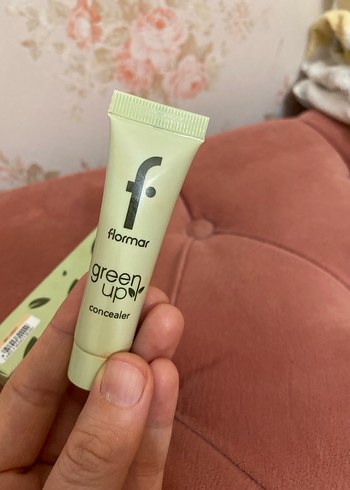 f
flormar
green
up
concealer